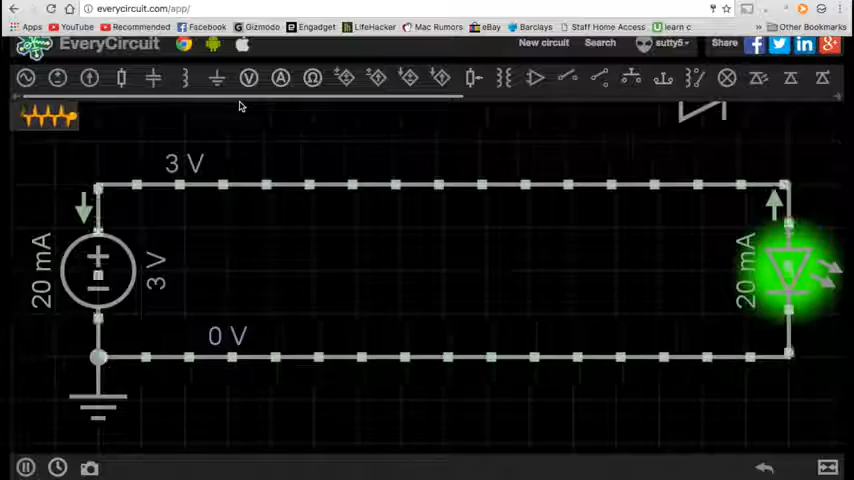 everycircuit.com/app/
Apps YouTube Recommended Facebook Gizmodo Engadget LifeHacker Mac Rumors eBay Barclays Staff Home Access learn c >> Other Bookmarks
EveryCircuit New circuit Search sutty5 Share
V A Ω
3 V
20 mA
3 V
20 mA
0 V